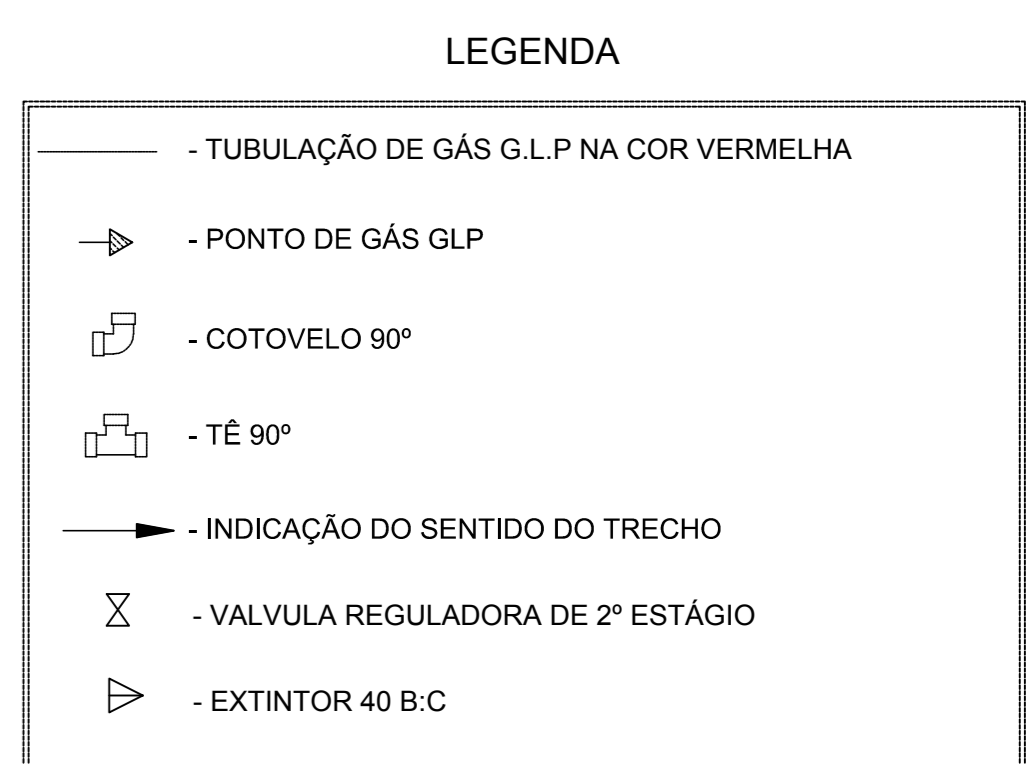 LEGENDA
- TUBULAÇÃO DE GÁS G.L.P NA COR VERMELHA
- PONTO DE GÁS GLP
- COTOVELO 90º
- TÊ 90º
- INDICAÇÃO DO SENTIDO DO TRECHO
- VALVULA REGULADORA DE 2º ESTÁGIO
- EXTINTOR 40 B:C